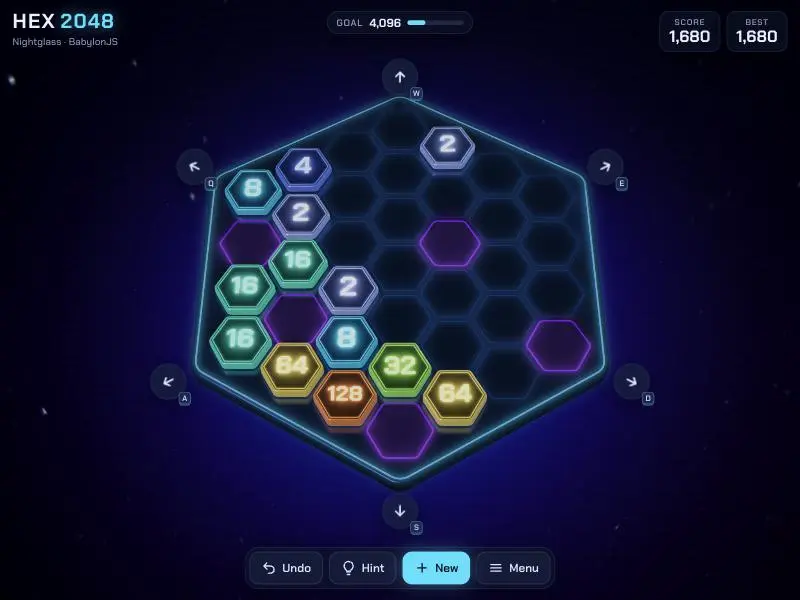 HEX 2048
Nightglass · BabylonJS
GOAL 4,096
SCORE
1,680
BEST
1,680
W
Q
E
2
4
8
2
16
16
2
16
8
64
32
128
64
A
D
S
Undo
Hint
New
Menu